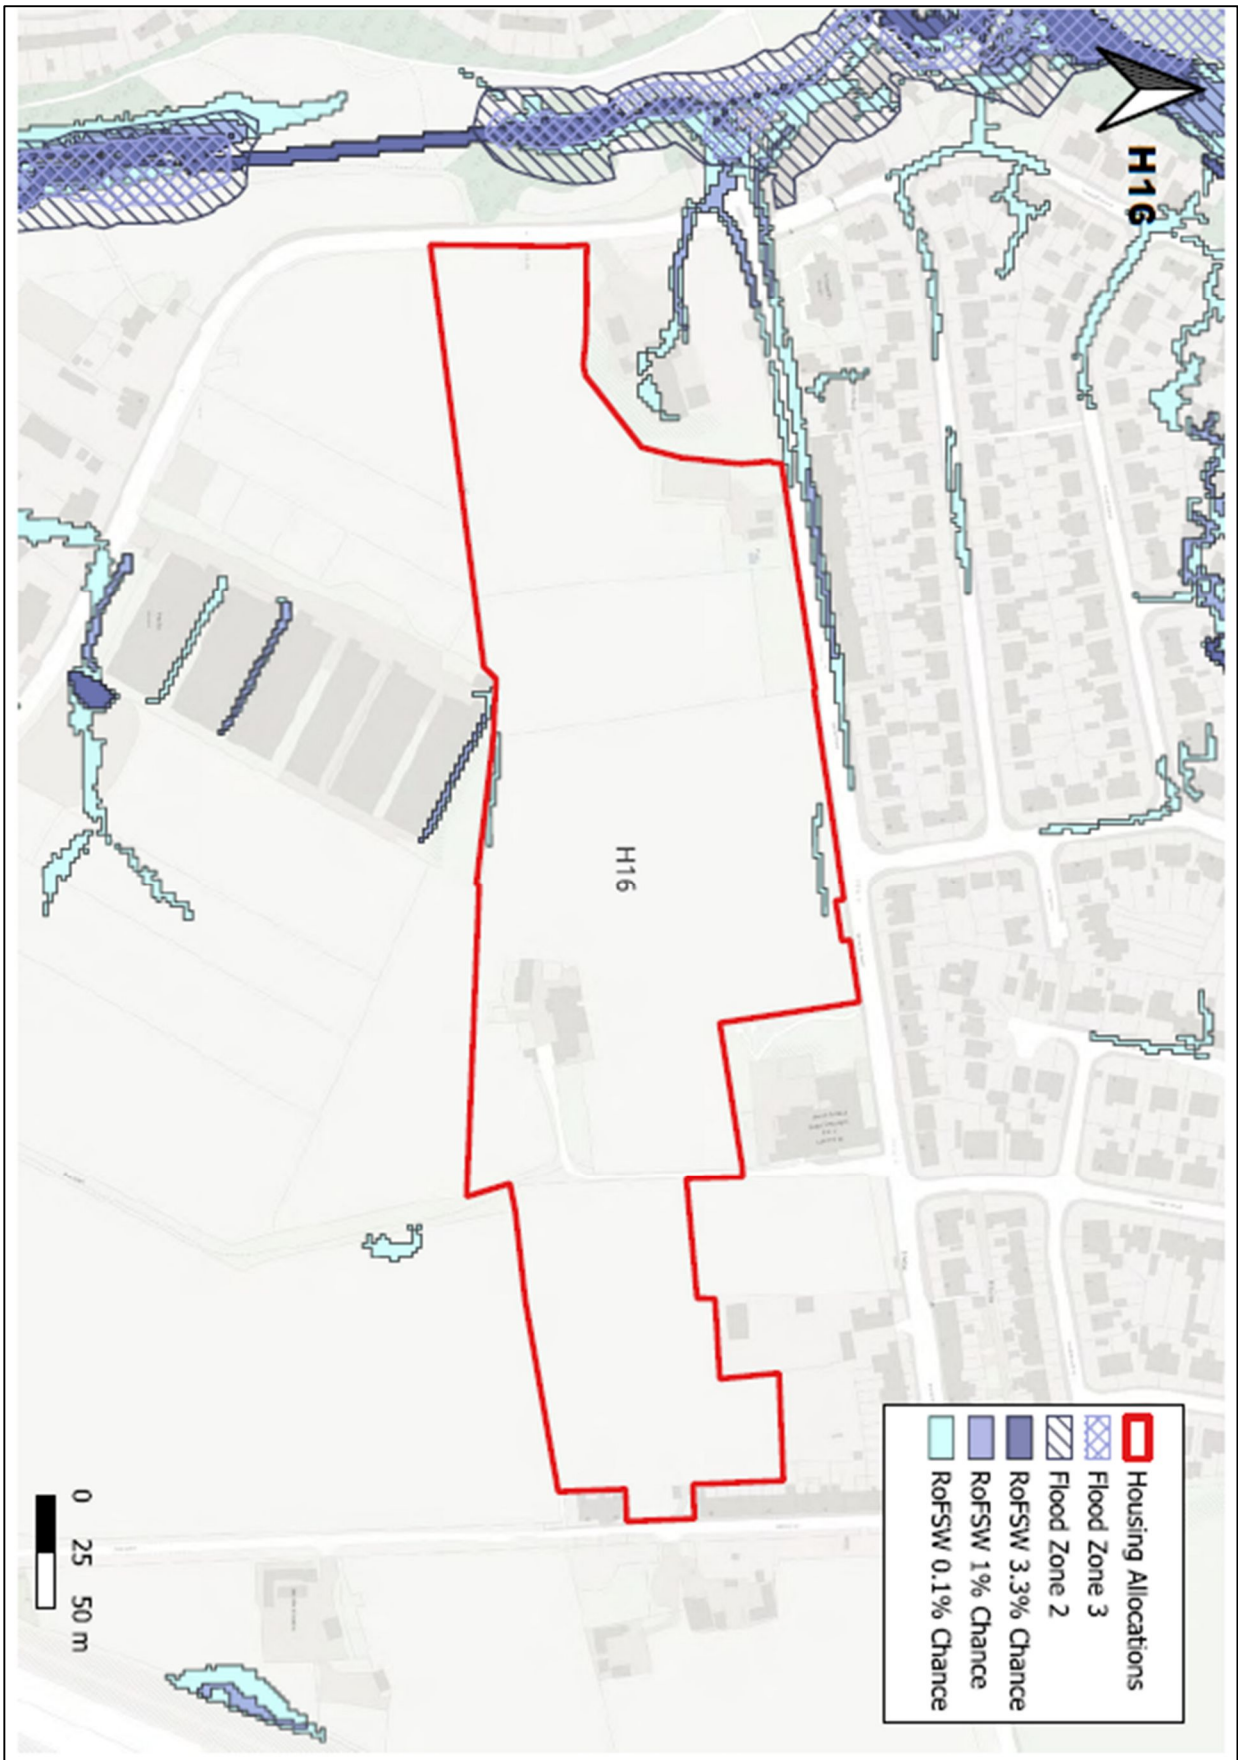 H16
H16
Housing Allocations
Flood Zone 3
Flood Zone 2
RoFSW 3.3% Chance
RoFSW 1% Chance
RoFSW 0.1% Chance
0 25 50 m